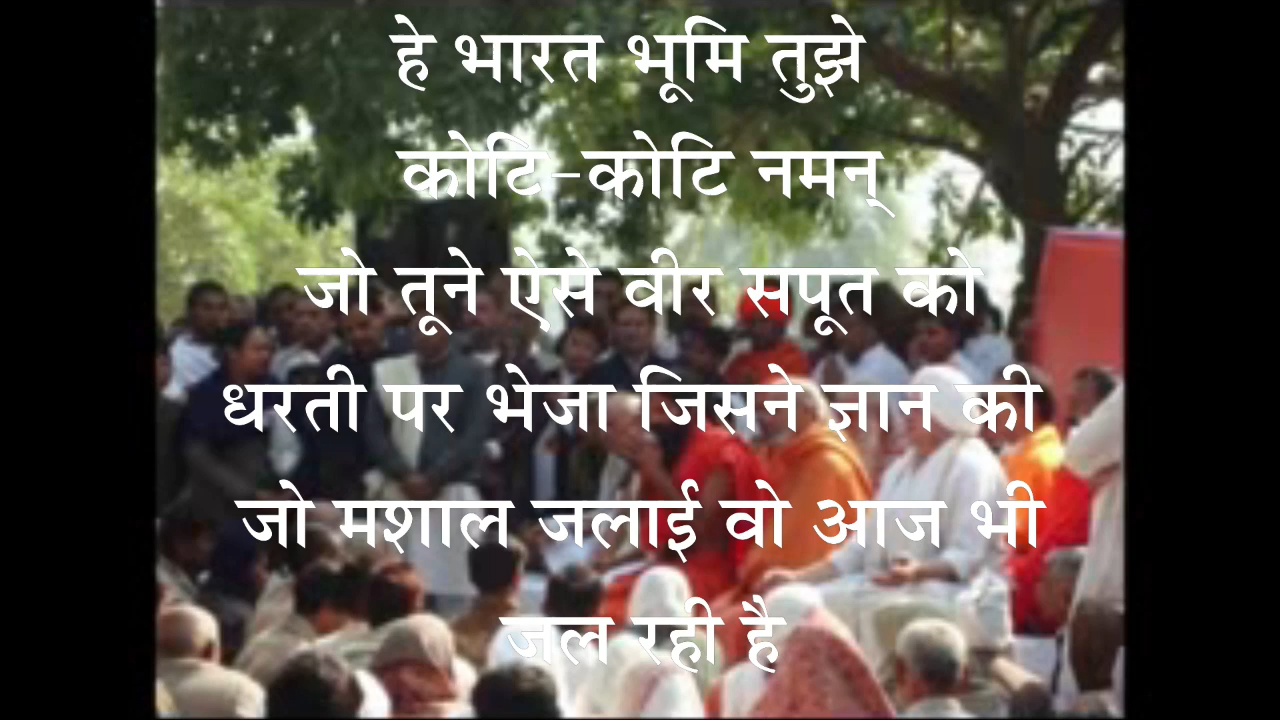 हे भारत भूमि तुझे
कोटि-कोटि नमन्
जो तूने ऐसे वीर सपूत को
धरती पर भेजा जिसने ज्ञान की
जो मशाल जलाई वो आज भी
जल रही है